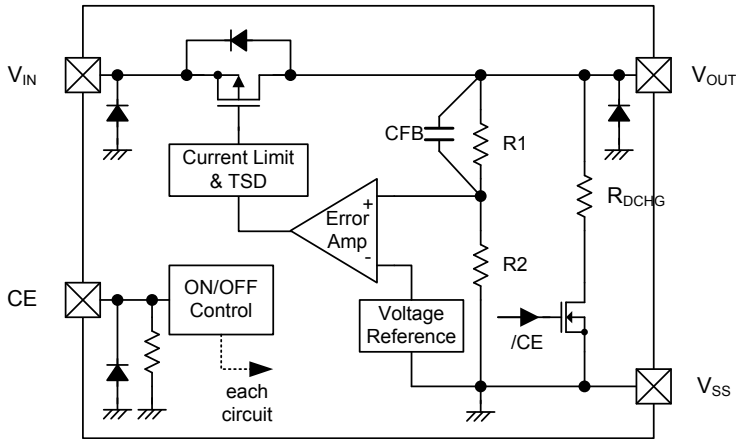 VIN
VOUT
CFB
R1
Current Limit
& TSD
RDCHG
+
Error
Amp
-
R2
CE
ON/OFF
Control
Voltage
Reference
/CE
each
circuit
VSS